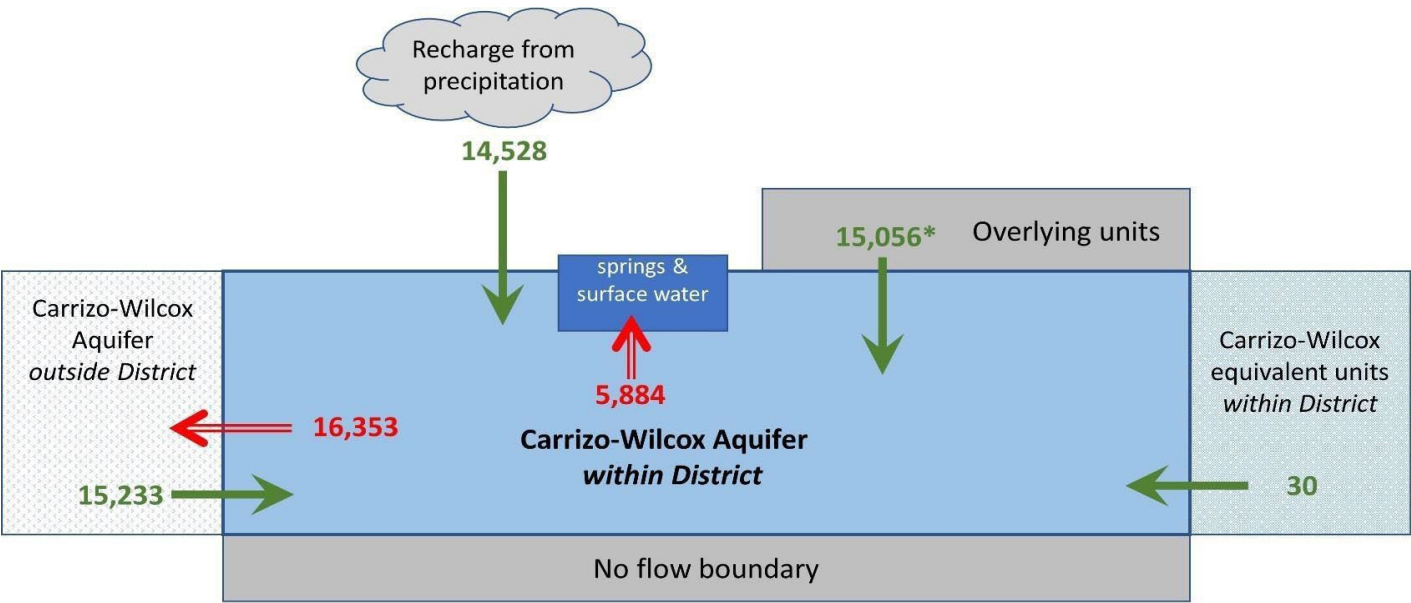 Recharge from
precipitation
14,528
15,056*
Overlying units
springs &
surface water
Carrizo-Wilcox
Aquifer
outside District
Carrizo-Wilcox
equivalent units
within District
5,884
16,353
Carrizo-Wilcox Aquifer
within District
15,233
30
No flow boundary